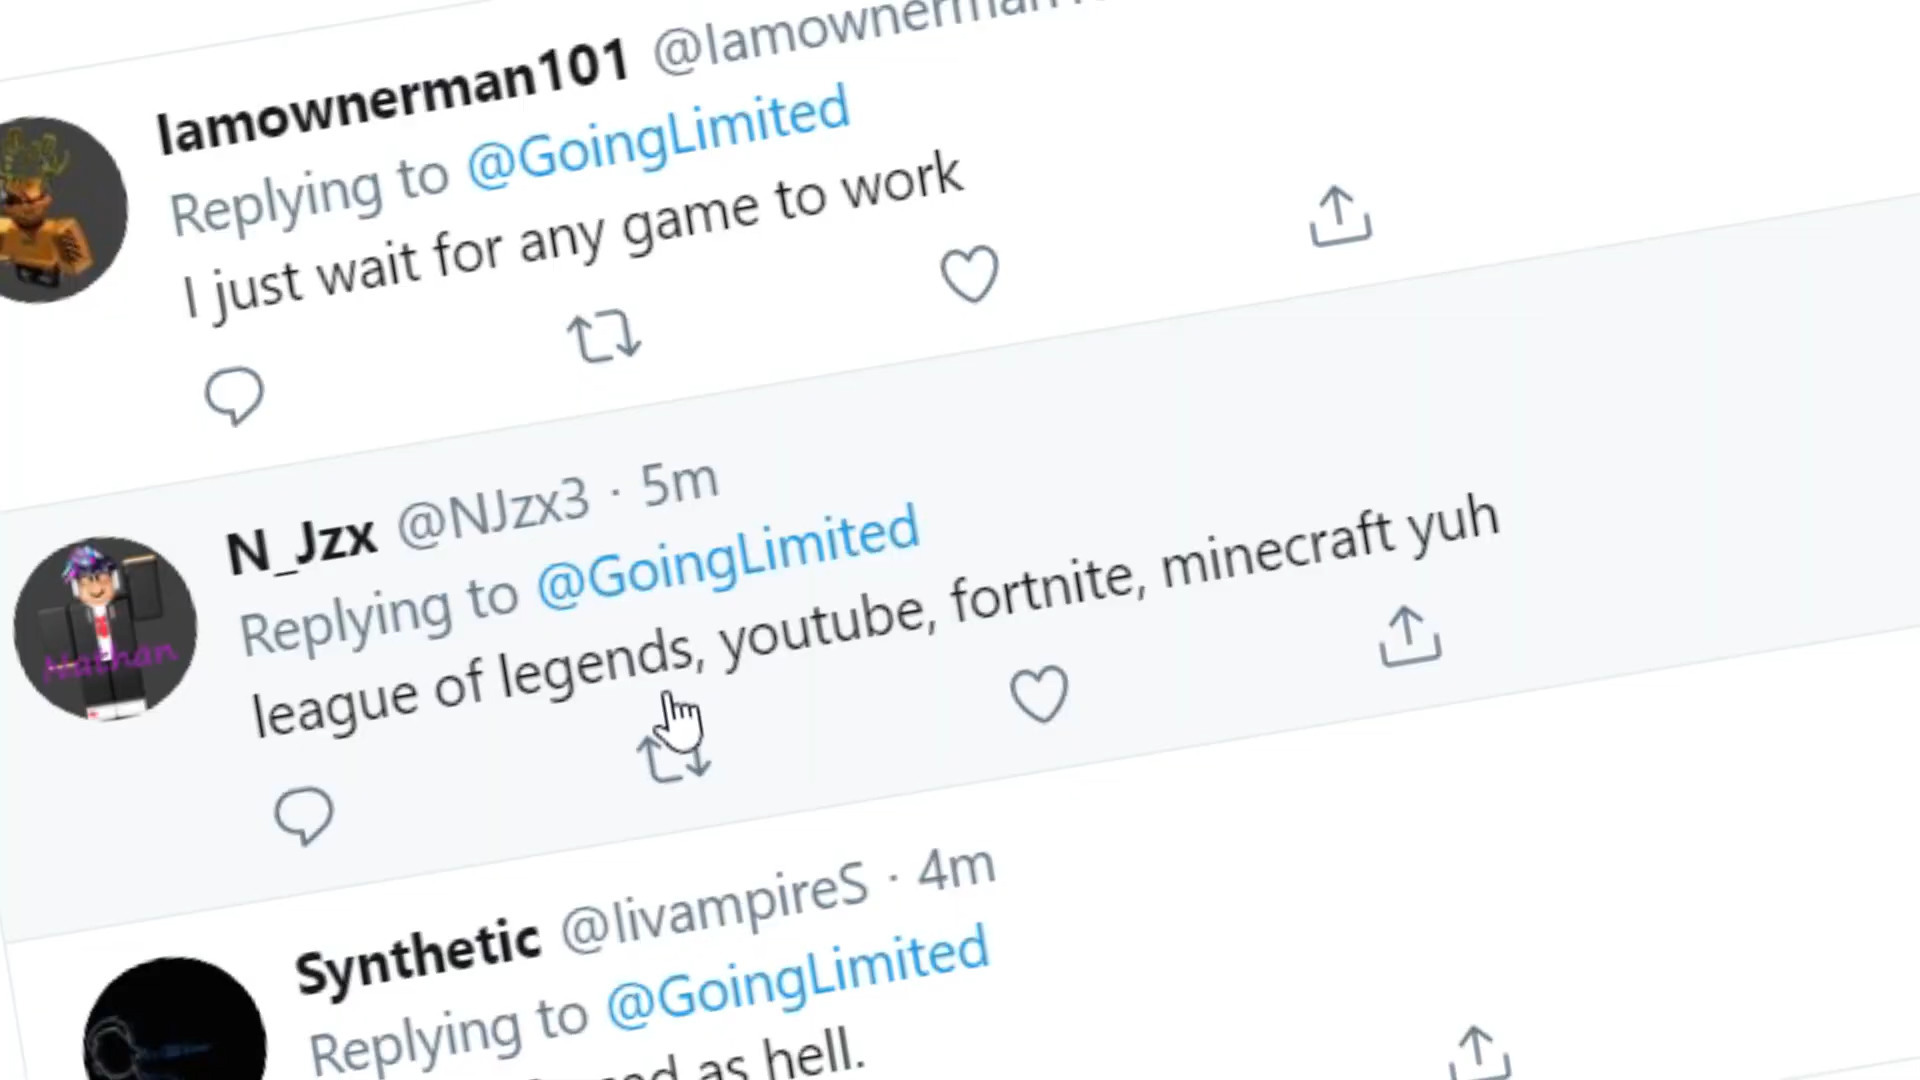 Iamownerman101
Replying to @GoingLimited
I just wait for any game to work
N_Jzx @NJzx3 · 5m
Replying to @GoingLimited
league of legends, youtube, fortnite, minecraft yuh
Nathan
Synthetic @livampireS · 4m
Replying to @GoingLimited
as hell.